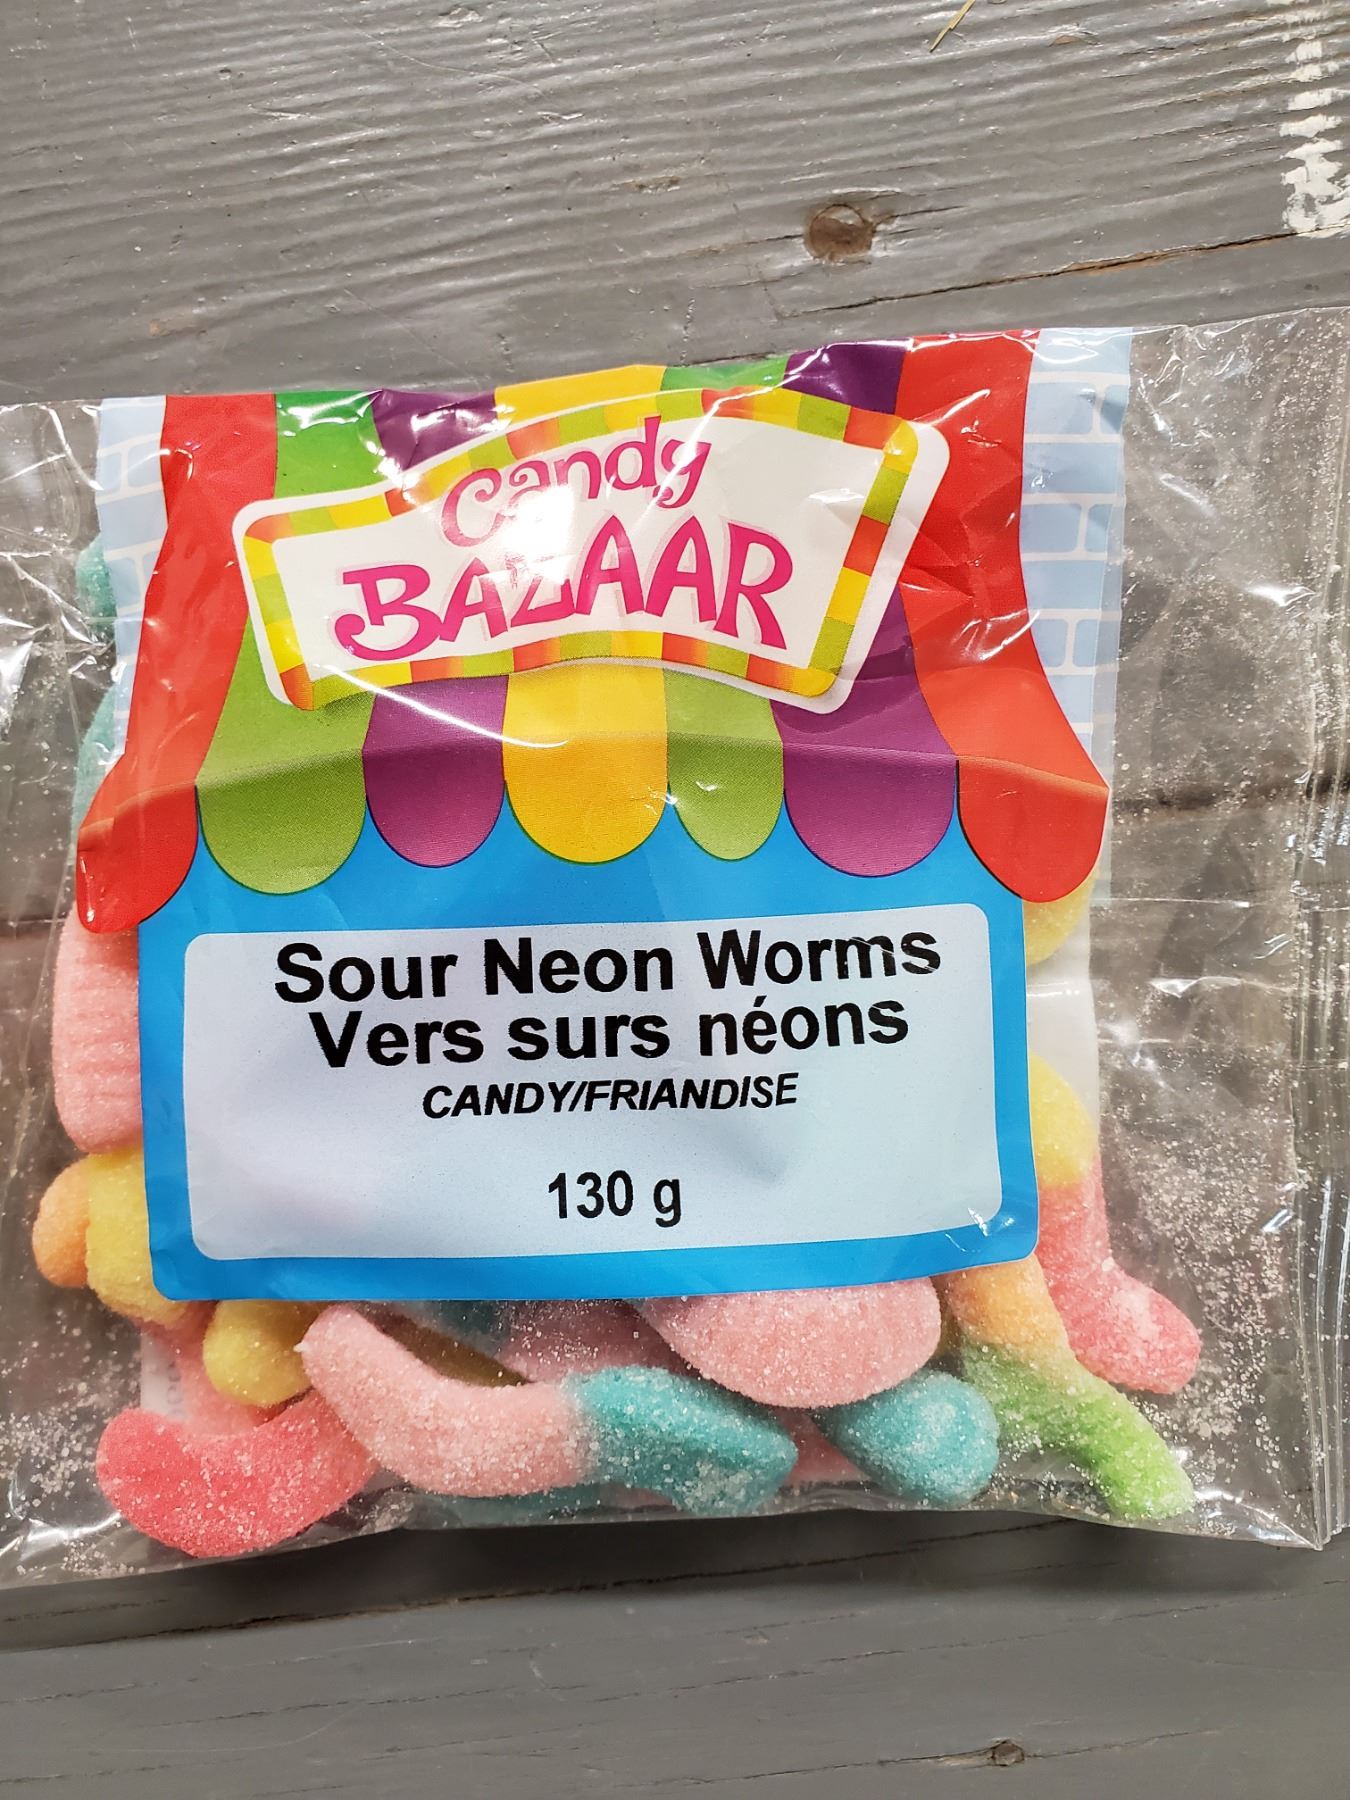 Candy
BAZAAR
Sour Neon Worms
Vers surs néons
CANDY/FRIANDISE
130 g